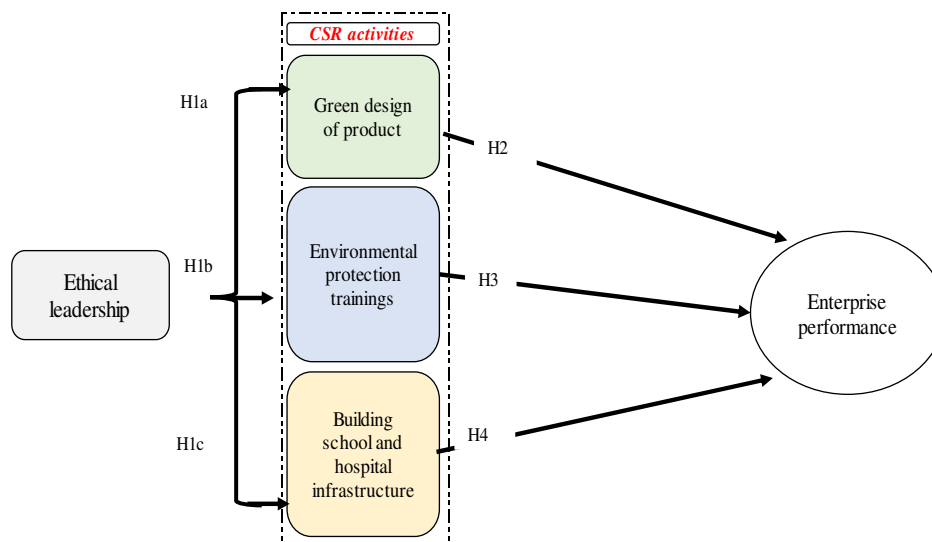 CSR activities
H1a
Green design
of product
H2
Ethical
leadership
H1b
Environmental
protection
trainings
H3
Enterprise
performance
H1c
Building
school and
hospital
infrastructure
H4